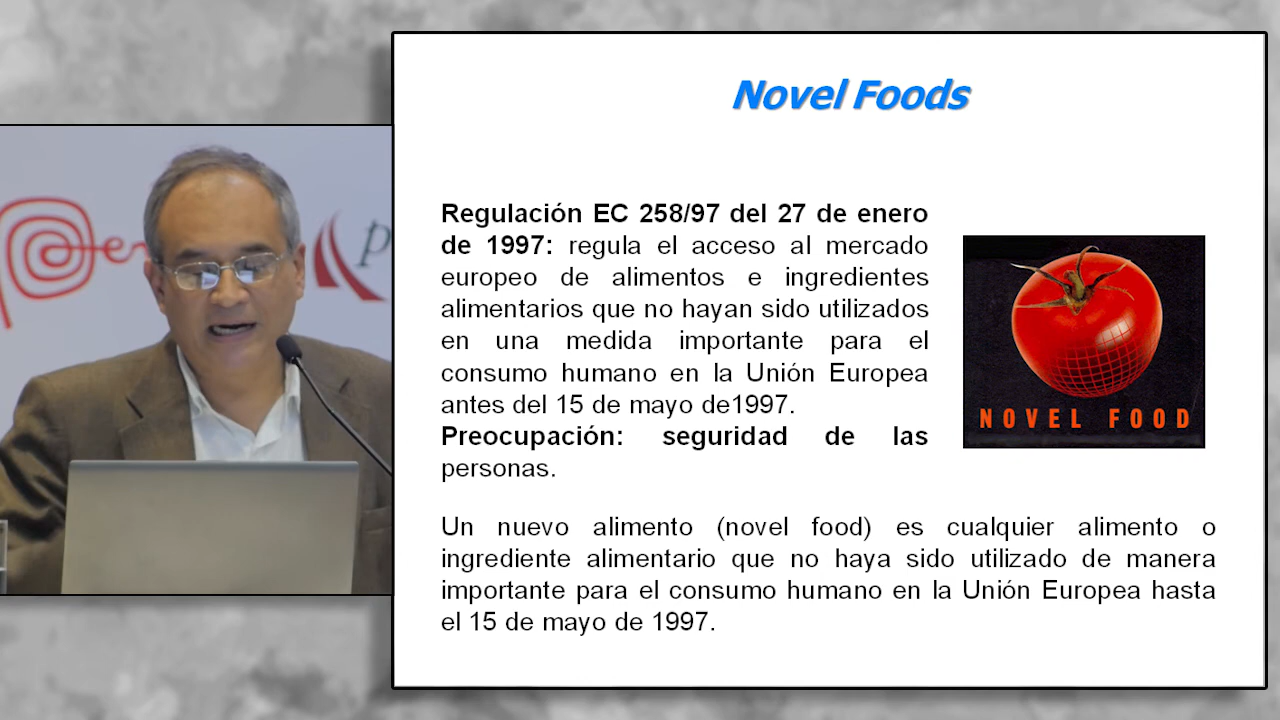 Novel Foods
Regulación EC 258/97 del 27 de enero
de 1997: regula el acceso al mercado
europeo de alimentos e ingredientes
alimentarios que no hayan sido utilizados
en una medida importante para el
consumo humano en la Unión Europea
antes del 15 de mayo de1997.
Preocupación: seguridad de las
personas.
NOVEL FOOD
Un nuevo alimento (novel food) es cualquier alimento o
ingrediente alimentario que no haya sido utilizado de manera
importante para el consumo humano en la Unión Europea hasta
el 15 de mayo de 1997.